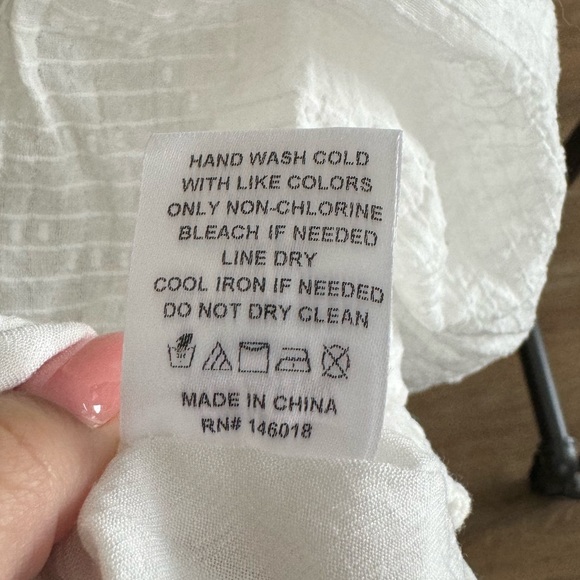 HAND WASH COLD
WITH LIKE COLORS
ONLY NON-CHLORINE
BLEACH IF NEEDED
LINE DRY
COOL IRON IF NEEDED
DO NOT DRY CLEAN
MADE IN CHINA
RN# 146018